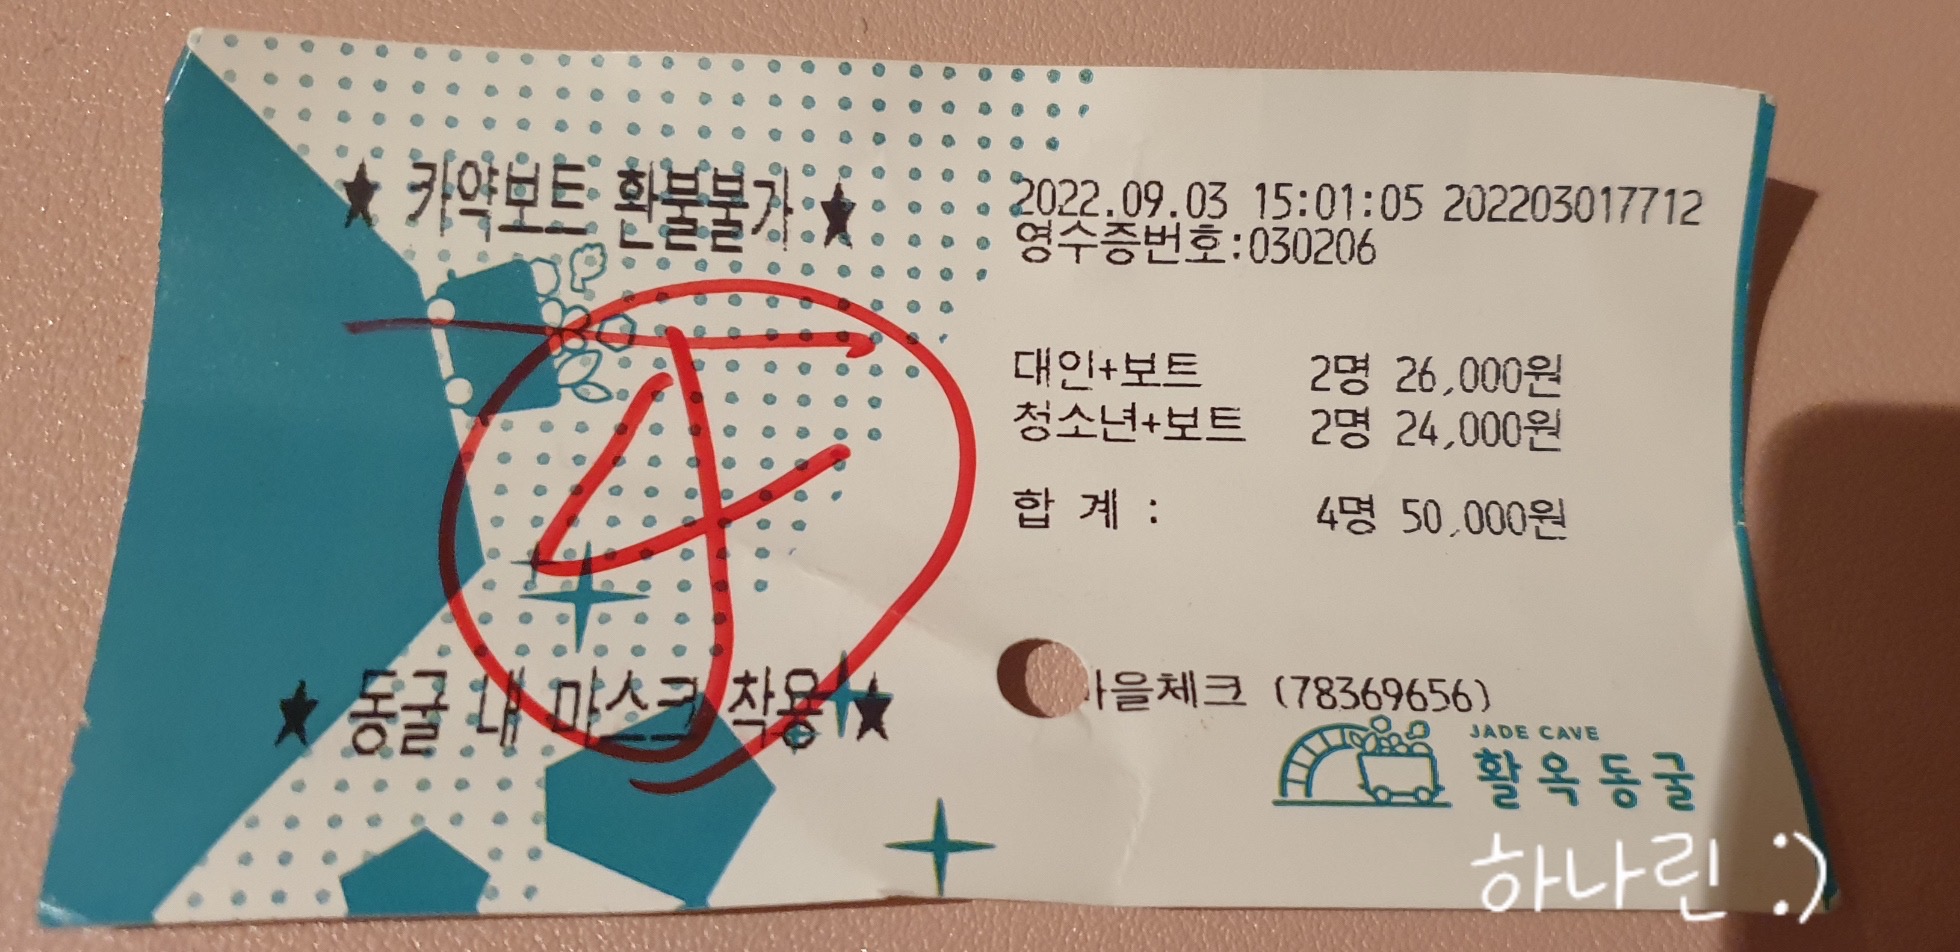 ★ 카약보트 환불불가 ★
4
★ 동굴 내 마스크 착용 ★
2022.09.03 15:01:05 202203017712
영수증번호:030206
대인+보트 2명 26,000원
청소년+보트 2명 24,000원
합 계 : 4명 50,000원
을체크 (78369656)
JADE CAVE
활옥동굴
하나린 :)